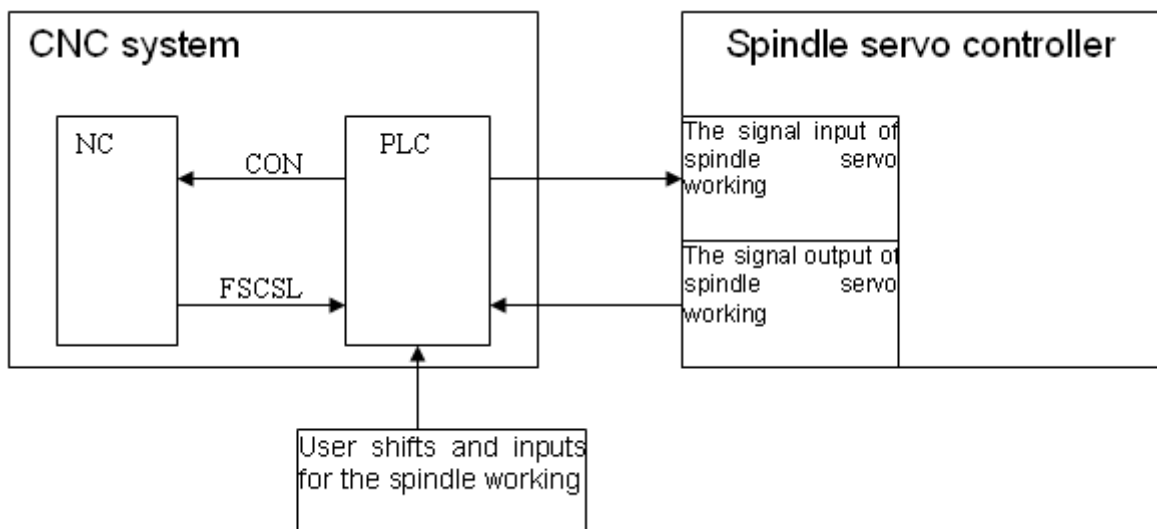 CNC system
Spindle servo controller
NC
CON
PLC
The signal input of
spindle servo
working
The signal output of
spindle servo
working
FSCSL
User shifts and inputs
for the spindle working